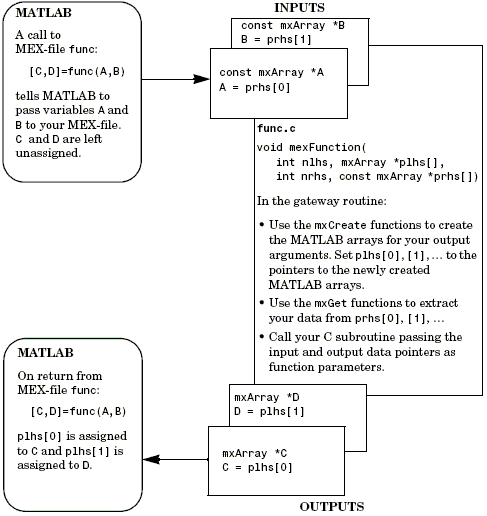 MATLAB
A call to
MEX-file func:
[C,D]=func(A,B)
tells MATLAB to
pass variables A and
B to your MEX-file.
C and D are left
unassigned.
INPUTS
const mxArray *B
B = prhs[1]
const mxArray *A
A = prhs[0]
func.c
void mexFunction(
int nlhs, mxArray *plhs[],
int nrhs, const mxArray *prhs[])
In the gateway routine:
• Use the mxCreate functions to create
the MATLAB arrays for your output
arguments. Set plhs[0], [1], ... to the
pointers to the newly created
MATLAB arrays.
• Use the mxGet functions to extract
your data from prhs[0], [1], ...
• Call your C subroutine passing the
input and output data pointers as
function parameters.
MATLAB
On return from
MEX-file func:
[C,D]=func(A,B)
plhs[0] is assigned
to C and plhs[1] is
assigned to D.
mxArray *D
D = plhs[1]
mxArray *C
C = plhs[0]
OUTPUTS